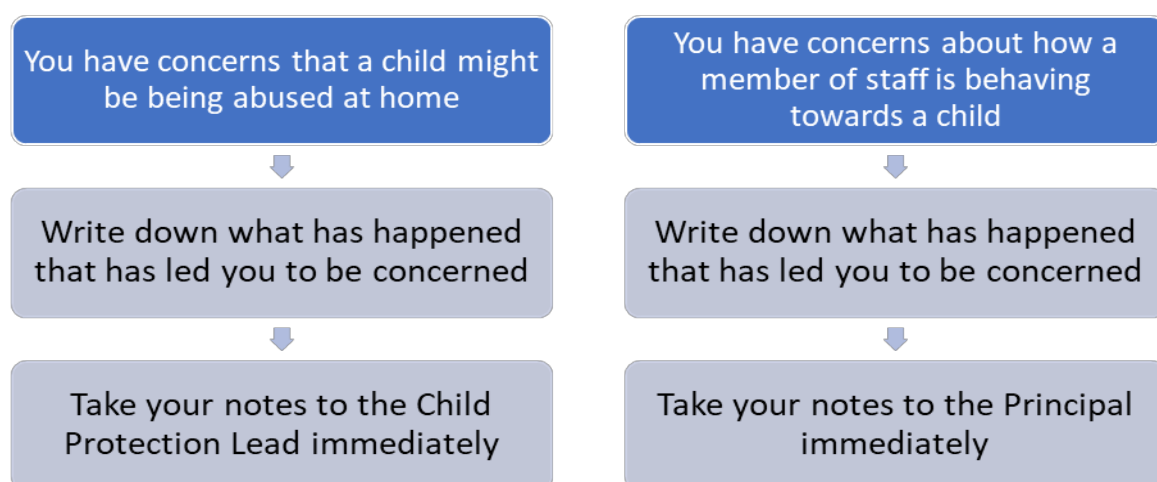 You have concerns that a child might
be being abused at home
Write down what has happened
that has led you to be concerned
Take your notes to the Child
Protection Lead immediately
You have concerns about how a
member of staff is behaving
towards a child
Write down what has happened
that has led you to be concerned
Take your notes to the Principal
immediately